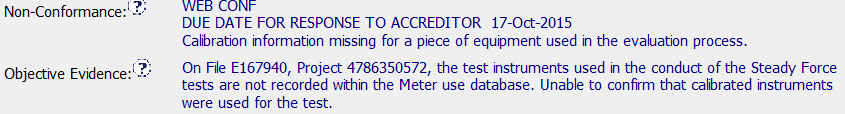 Non-Conformance: ? WEB CONF
DUE DATE FOR RESPONSE TO ACCREDITOR 17-Oct-2015
Calibration information missing for a piece of equipment used in the evaluation process.
Objective Evidence: ? On File E167940, Project 4786350572, the test instruments used in the conduct of the Steady Force
tests are not recorded within the Meter use database. Unable to confirm that calibrated instruments
were used for the test.